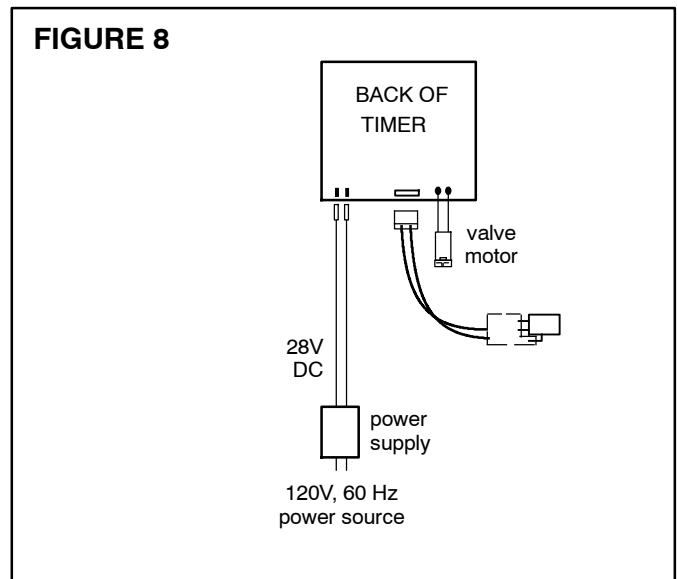 FIGURE 8
BACK OF
TIMER
valve
motor
28V
DC
power
supply
120V, 60 Hz
power source